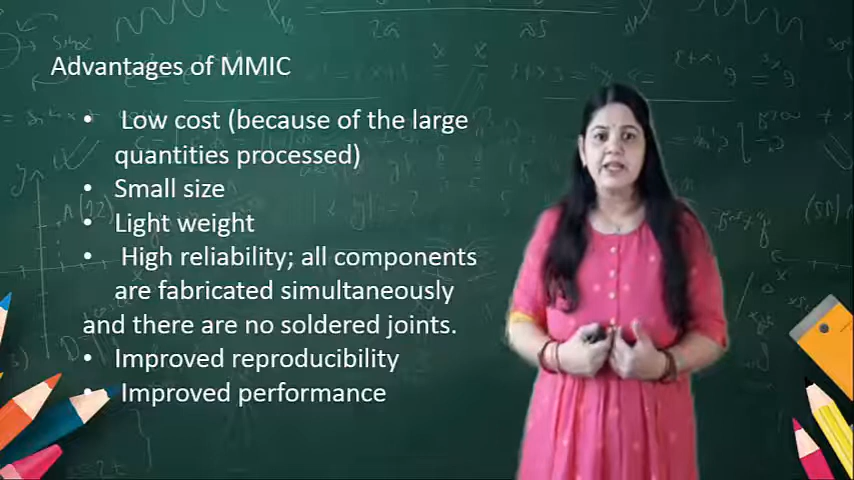 Advantages of MMIC
• Low cost (because of the large
quantities processed)
• Small size
• Light weight
• High reliability; all components
are fabricated simultaneously
and there are no soldered joints.
• Improved reproducibility
• Improved performance